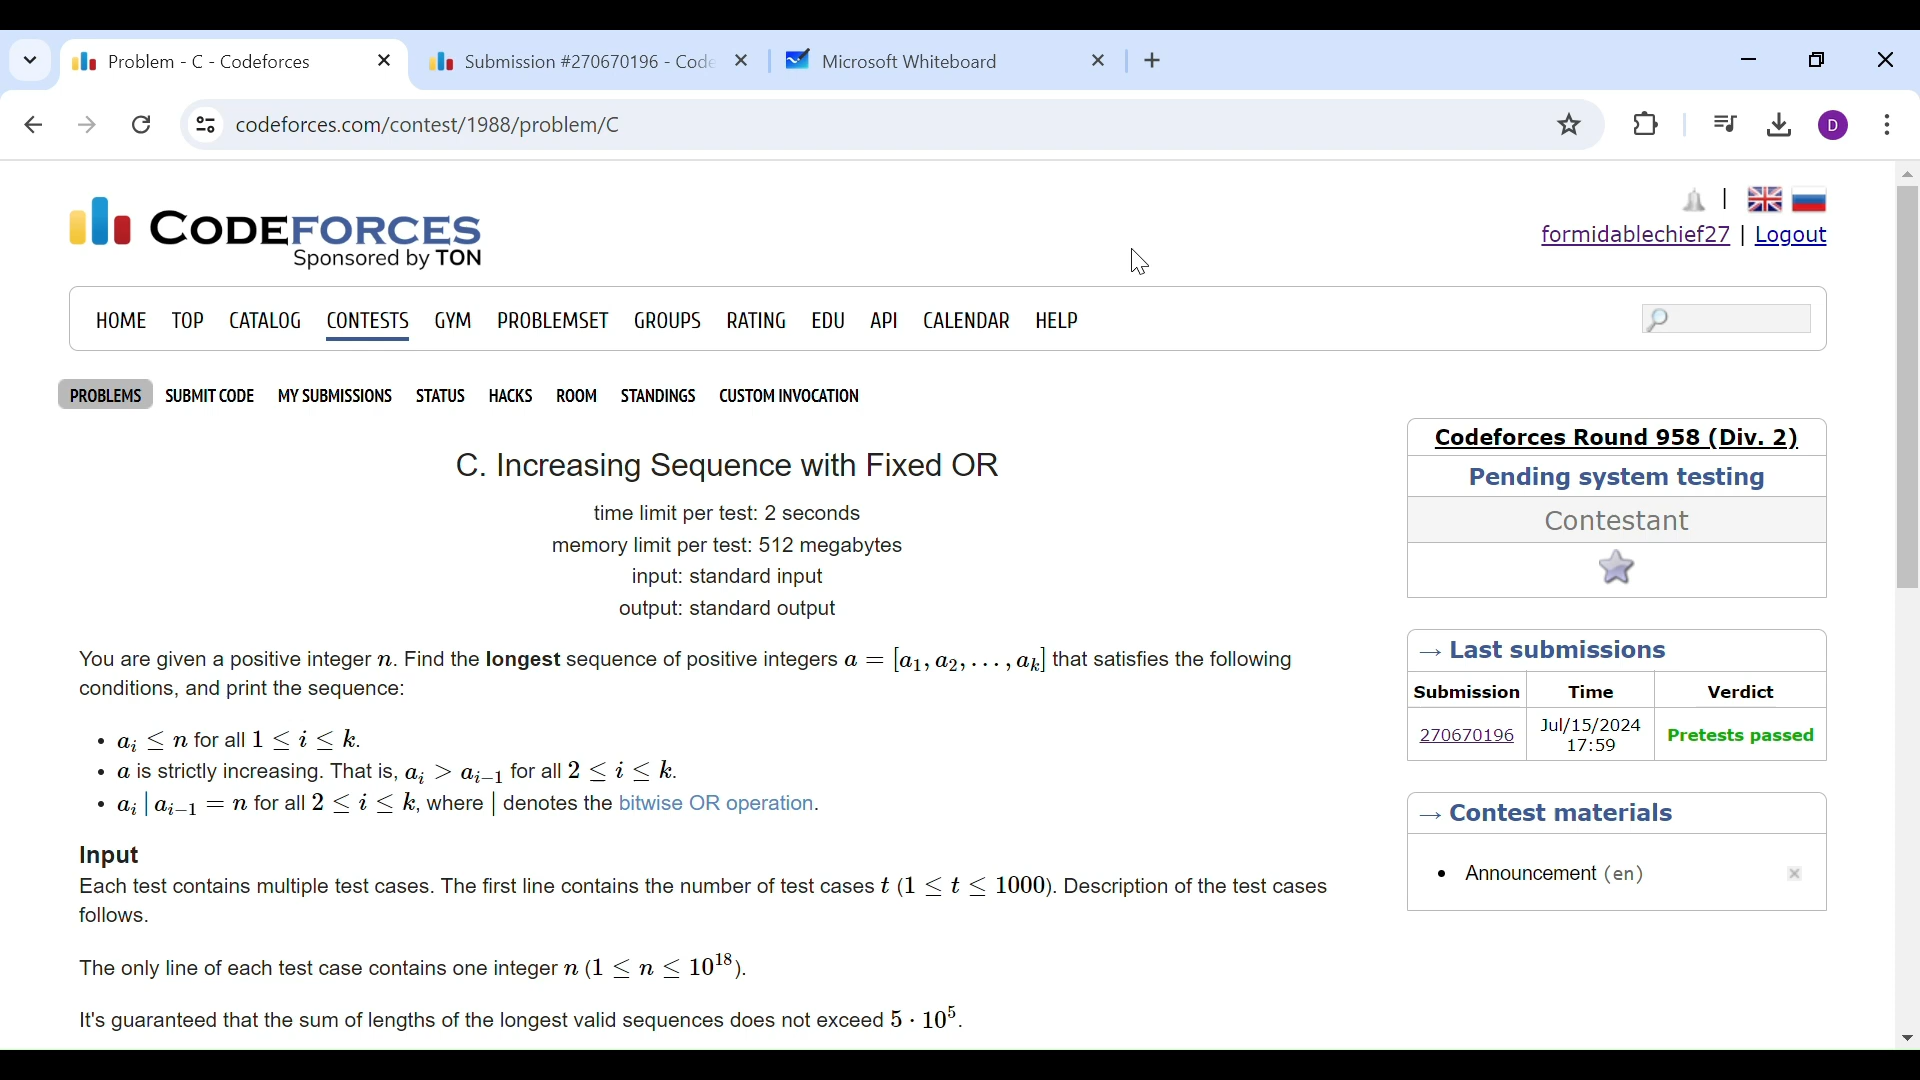 Problem - C - Codeforces
Submission #270670196 - Code
Microsoft Whiteboard
codeforces.com/contest/1988/problem/C
D
CODEFORCES
Sponsored by TON
|
formidablechief27 | Logout
HOME TOP CATALOG CONTESTS GYM PROBLEMSET GROUPS RATING EDU API CALENDAR HELP
PROBLEMS SUBMIT CODE MY SUBMISSIONS STATUS HACKS ROOM STANDINGS CUSTOM INVOCATION
C. Increasing Sequence with Fixed OR
time limit per test: 2 seconds
memory limit per test: 512 megabytes
input: standard input
output: standard output
You are given a positive integer n. Find the longest sequence of positive integers a = [a₁, a₂, . . . , aₖ] that satisfies the following
conditions, and print the sequence:
• aᵢ ≤ n for all 1 ≤ i ≤ k.
• a is strictly increasing. That is, aᵢ > aᵢ₋₁ for all 2 ≤ i ≤ k.
• aᵢ | aᵢ₋₁ = n for all 2 ≤ i ≤ k, where | denotes the bitwise OR operation.
Input
Each test contains multiple test cases. The first line contains the number of test cases t (1 ≤ t ≤ 1000). Description of the test cases
follows.
The only line of each test case contains one integer n (1 ≤ n ≤ 10¹⁸).
It's guaranteed that the sum of lengths of the longest valid sequences does not exceed 5 · 10⁵.
Codeforces Round 958 (Div. 2)
Pending system testing
Contestant
→ Last submissions
Submission Time Verdict
270670196 Jul/15/2024 17:59 Pretests passed
→ Contest materials
• Announcement (en)